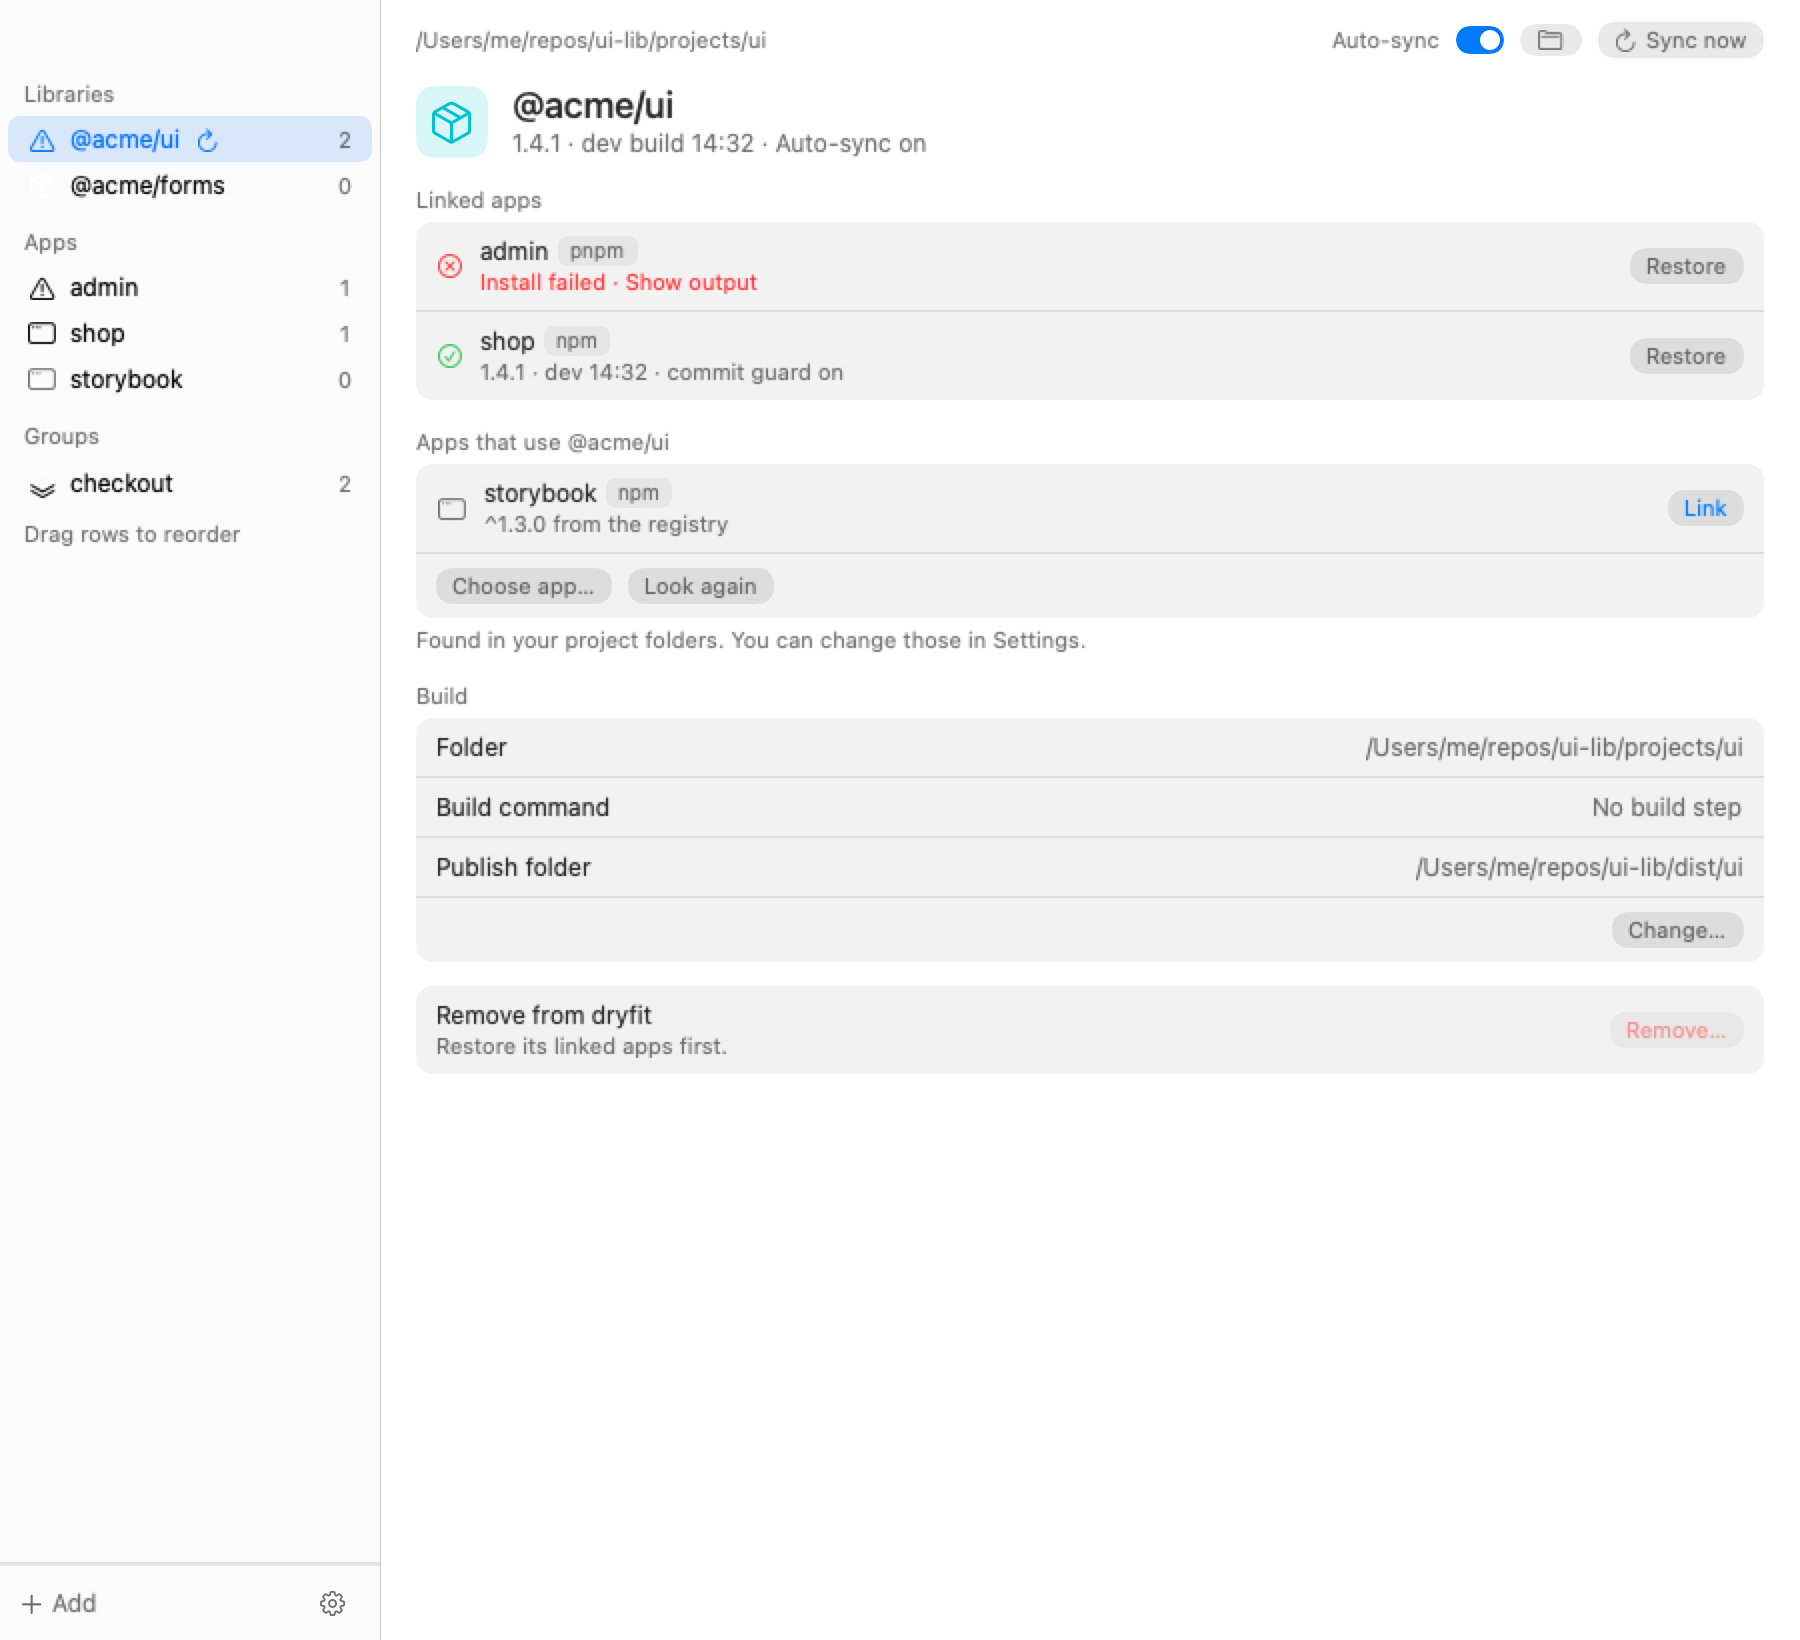 Libraries
@acme/ui 2
@acme/forms 0
Apps
admin 1
shop 1
storybook 0
Groups
checkout 2
Drag rows to reorder
Add
/Users/me/repos/ui-lib/projects/ui
Auto-sync
Sync now
@acme/ui
1.4.1 · dev build 14:32 · Auto-sync on
Linked apps
admin pnpm
Install failed · Show output
Restore
shop npm
1.4.1 · dev 14:32 · commit guard on
Restore
Apps that use @acme/ui
storybook npm
^1.3.0 from the registry
Link
Choose app...
Look again
Found in your project folders. You can change those in Settings.
Build
Folder /Users/me/repos/ui-lib/projects/ui
Build command No build step
Publish folder /Users/me/repos/ui-lib/dist/ui
Change...
Remove from dryfit
Restore its linked apps first.
Remove...